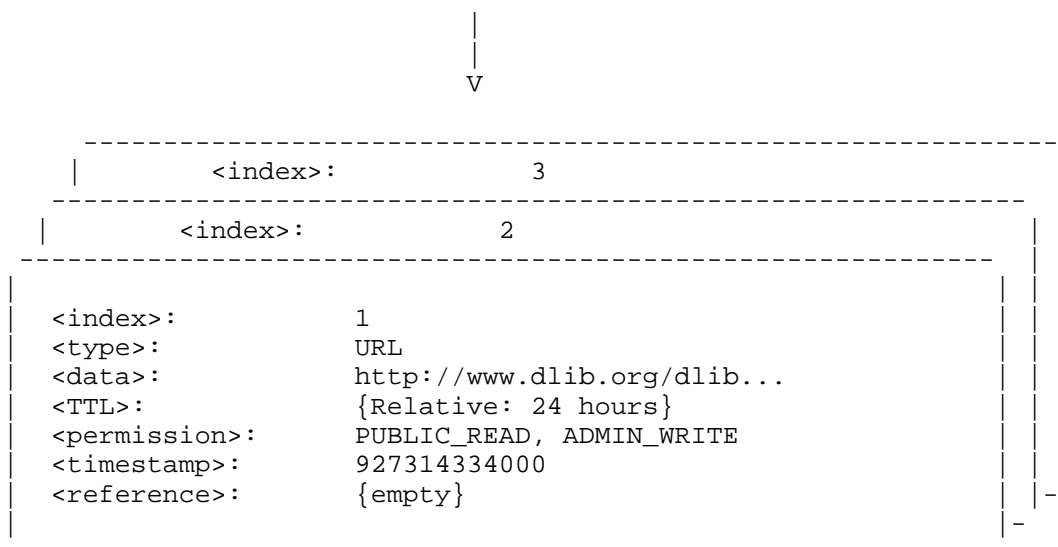 |
|
V
---------------------------------------------------------------
| <index>: 3
---------------------------------------------------------------
| <index>: 2 |
--------------------------------------------------------------- |
| | |
| <index>: 1 | |
| <type>: URL | |
| <data>: http://www.dlib.org/dlib... | |
| <TTL>: {Relative: 24 hours} | |
| <permission>: PUBLIC_READ, ADMIN_WRITE | |
| <timestamp>: 927314334000 | |
| <reference>: {empty} | |-
| |-